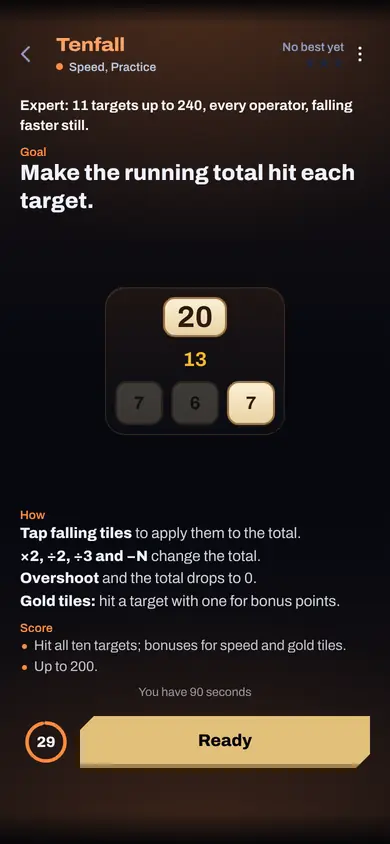 Tenfall
No best yet
Speed, Practice
Expert: 11 targets up to 240, every operator, falling
faster still.
Goal
Make the running total hit each
target.
20
13
7 6 7
How
Tap falling tiles to apply them to the total.
×2, ÷2, ÷3 and −N change the total.
Overshoot and the total drops to 0.
Gold tiles: hit a target with one for bonus points.
Score
Hit all ten targets; bonuses for speed and gold tiles.
Up to 200.
You have 90 seconds
29
Ready